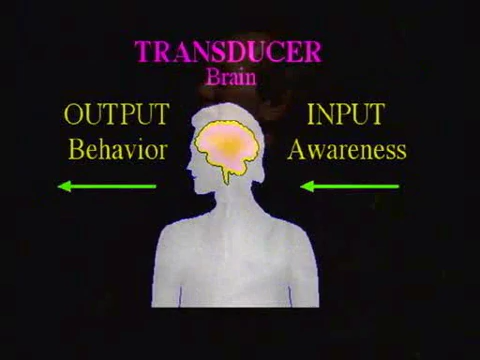 TRANSDUCER
Brain
OUTPUT
Behavior
INPUT
Awareness